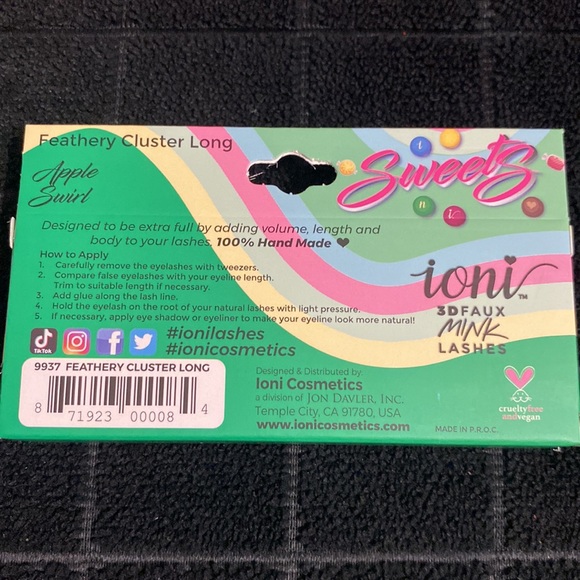 Feathery Cluster Long
Apple
Swirl
Sweets
Designed to be extra full by adding volume, length and
body to your lashes. 100% Hand Made ♥
How to Apply
1. Carefully remove the eyelashes with tweezers.
2. Compare false eyelashes with your eyeline length.
Trim to suitable length if necessary.
3. Add glue along the lash line.
4. Hold the eyelash on the root of your natural lashes with light pressure.
5. If necessary, apply eye shadow or eyeliner to make your eyeline look more natural!
ioni™
3D FAUX
MINK
LASHES
TikTok
#ionilashes
#ionicosmetics
9937 FEATHERY CLUSTER LONG
8 71923 00008 4
Designed & Distributed by:
Ioni Cosmetics
a division of JON DAVLER, INC.
Temple City, CA 91780, USA
www.ionicosmetics.com
crueltyfree
andvegan
MADE IN P.R.O.C.